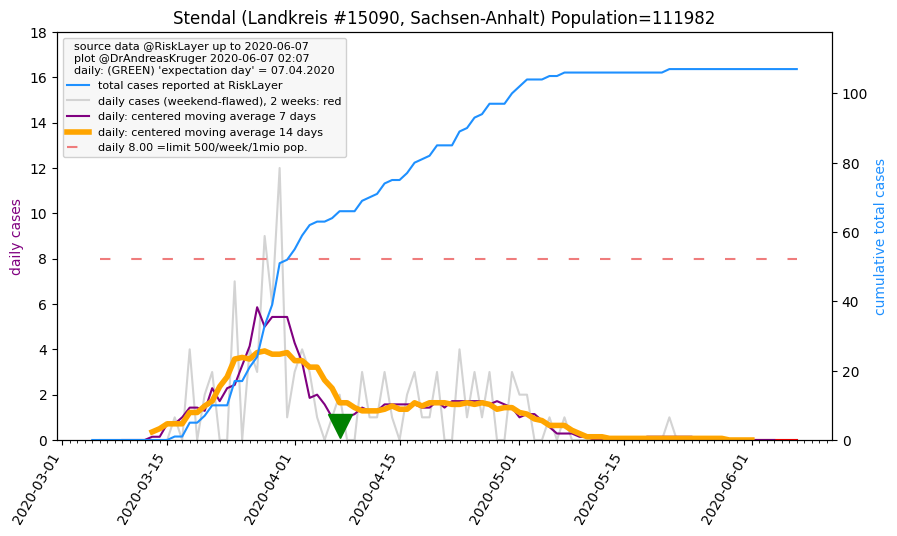 Stendal (Landkreis #15090, Sachsen-Anhalt) Population=111982
source data @RiskLayer up to 2020-06-07
plot @DrAndreasKruger 2020-06-07 02:07
daily: (GREEN) 'expectation day' = 07.04.2020
total cases reported at RiskLayer
daily cases (weekend-flawed), 2 weeks: red
daily: centered moving average 7 days
daily: centered moving average 14 days
daily 8.00 =limit 500/week/1mio pop.
daily cases
18
16
14
12
10
8
6
4
2
0
100
80
60
40
20
0
cumulative total cases
2020-03-01
2020-03-15
2020-04-01
2020-04-15
2020-05-01
2020-05-15
2020-06-01